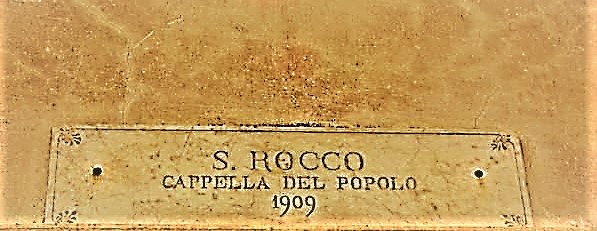 S. ROCCO
CAPPELLA DEL POPOLO
1909